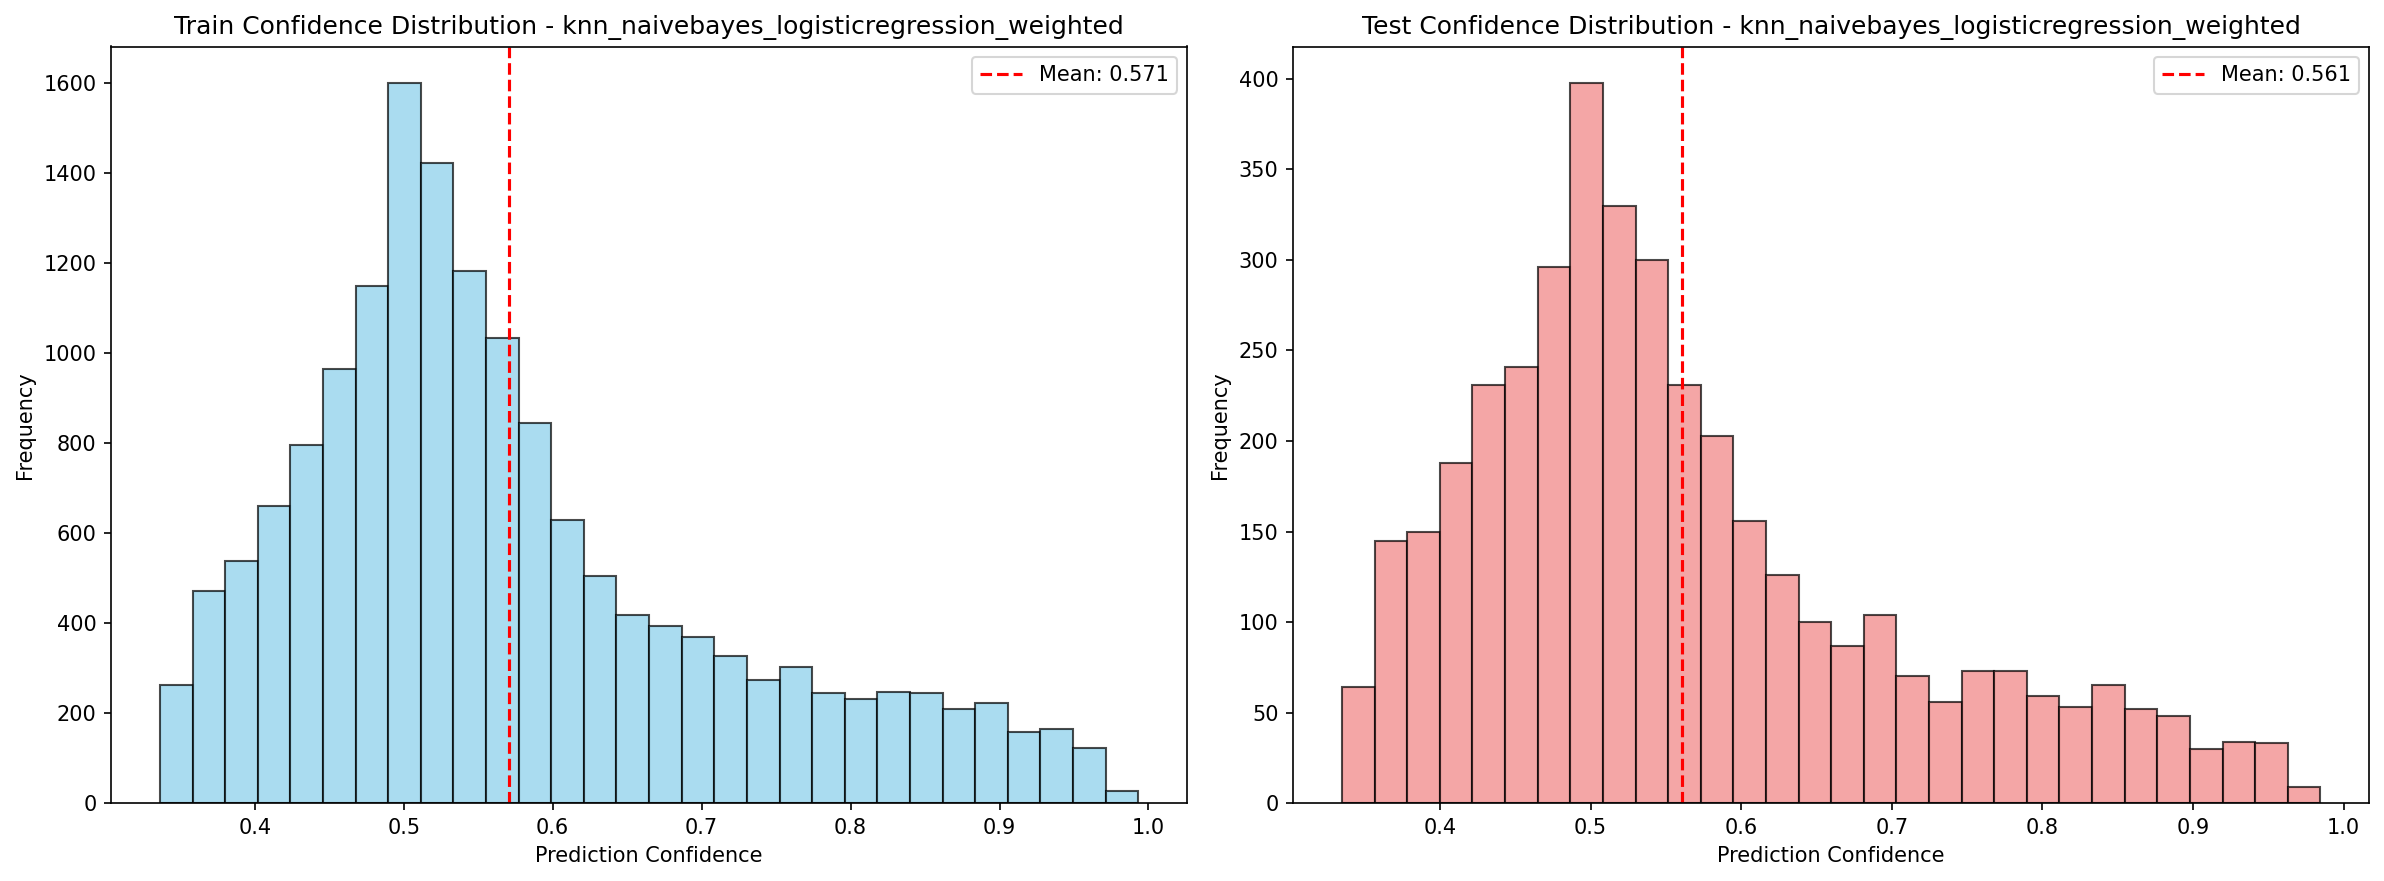 Train Confidence Distribution - knn_naivebayes_logisticregression_weighted
Mean: 0.571
Frequency
1600
1400
1200
1000
800
600
400
200
0
0.4 0.5 0.6 0.7 0.8 0.9 1.0
Prediction Confidence
Test Confidence Distribution - knn_naivebayes_logisticregression_weighted
Mean: 0.561
Frequency
400
350
300
250
200
150
100
50
0
0.4 0.5 0.6 0.7 0.8 0.9 1.0
Prediction Confidence